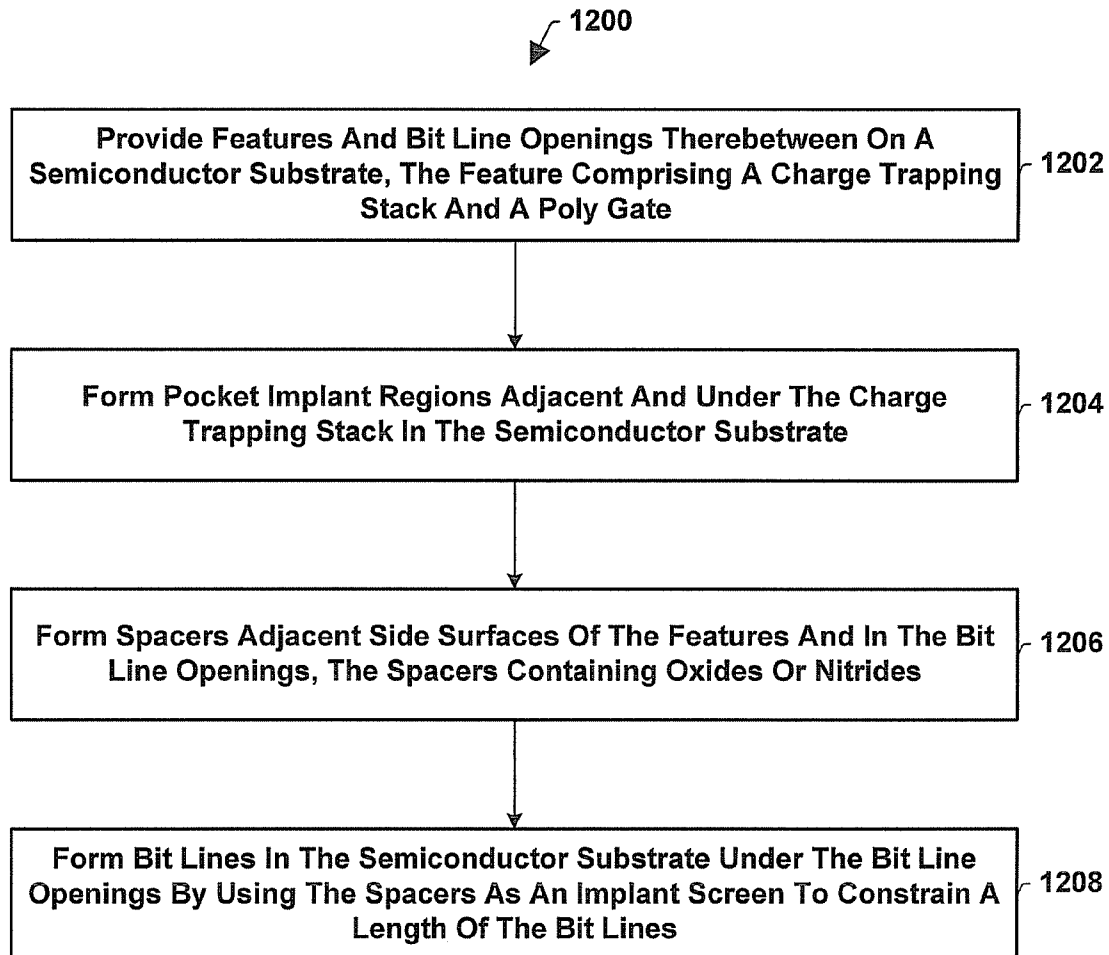 1200
Provide Features And Bit Line Openings Therebetween On A
Semiconductor Substrate, The Feature Comprising A Charge Trapping
Stack And A Poly Gate
1202
Form Pocket Implant Regions Adjacent And Under The Charge
Trapping Stack In The Semiconductor Substrate
1204
Form Spacers Adjacent Side Surfaces Of The Features And In The Bit
Line Openings, The Spacers Containing Oxides Or Nitrides
1206
Form Bit Lines In The Semiconductor Substrate Under The Bit Line
Openings By Using The Spacers As An Implant Screen To Constrain A
Length Of The Bit Lines
1208